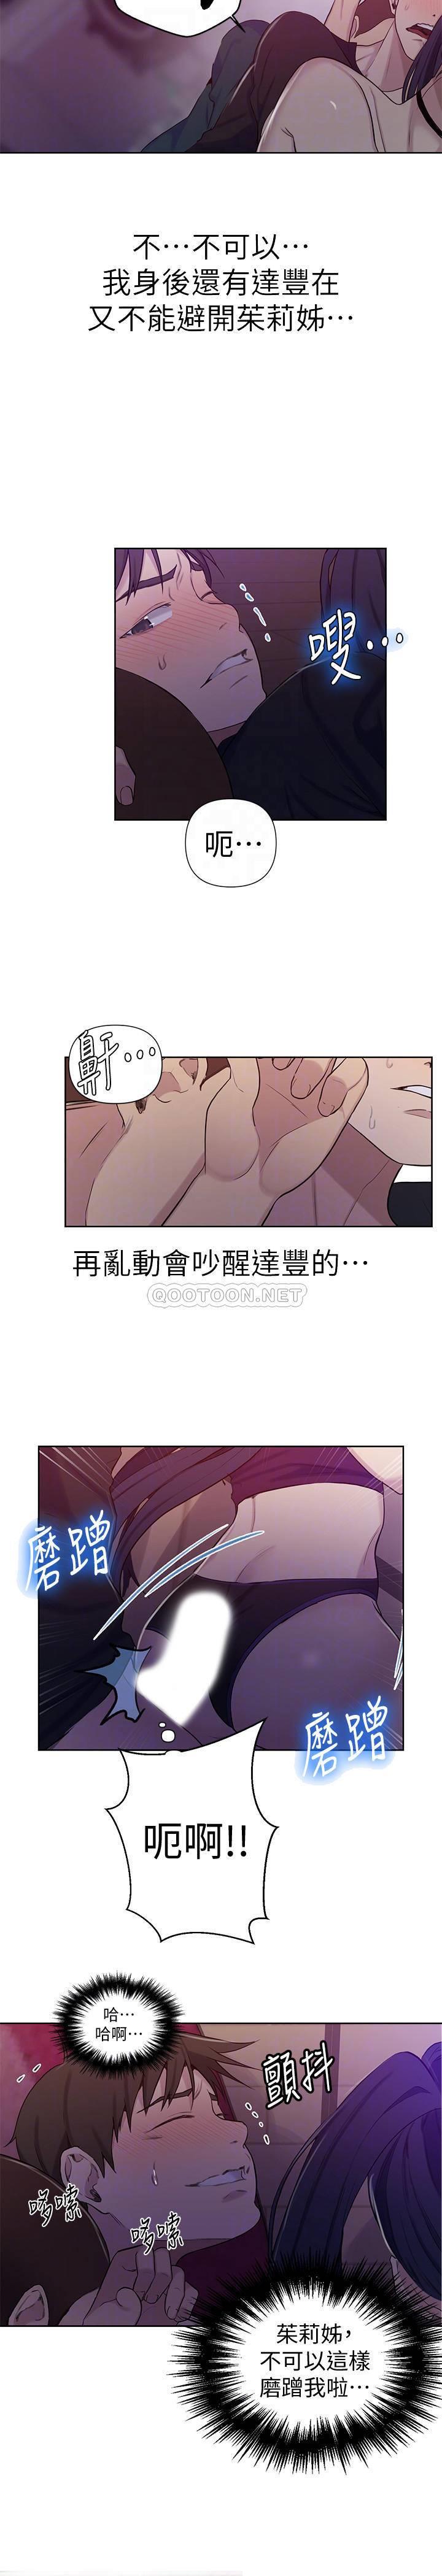 不…不可以…
我身後還有達豐在
又不能避開茱莉姊…
嗖…
呃…
鼾…
再亂動會吵醒達豐的…
QOOTOON.NET
磨蹭
磨蹭
呃啊!!
哈…
哈啊…
顫抖
哆嗦
哆嗦
茱莉姊,
不可以這樣
磨蹭我啦…